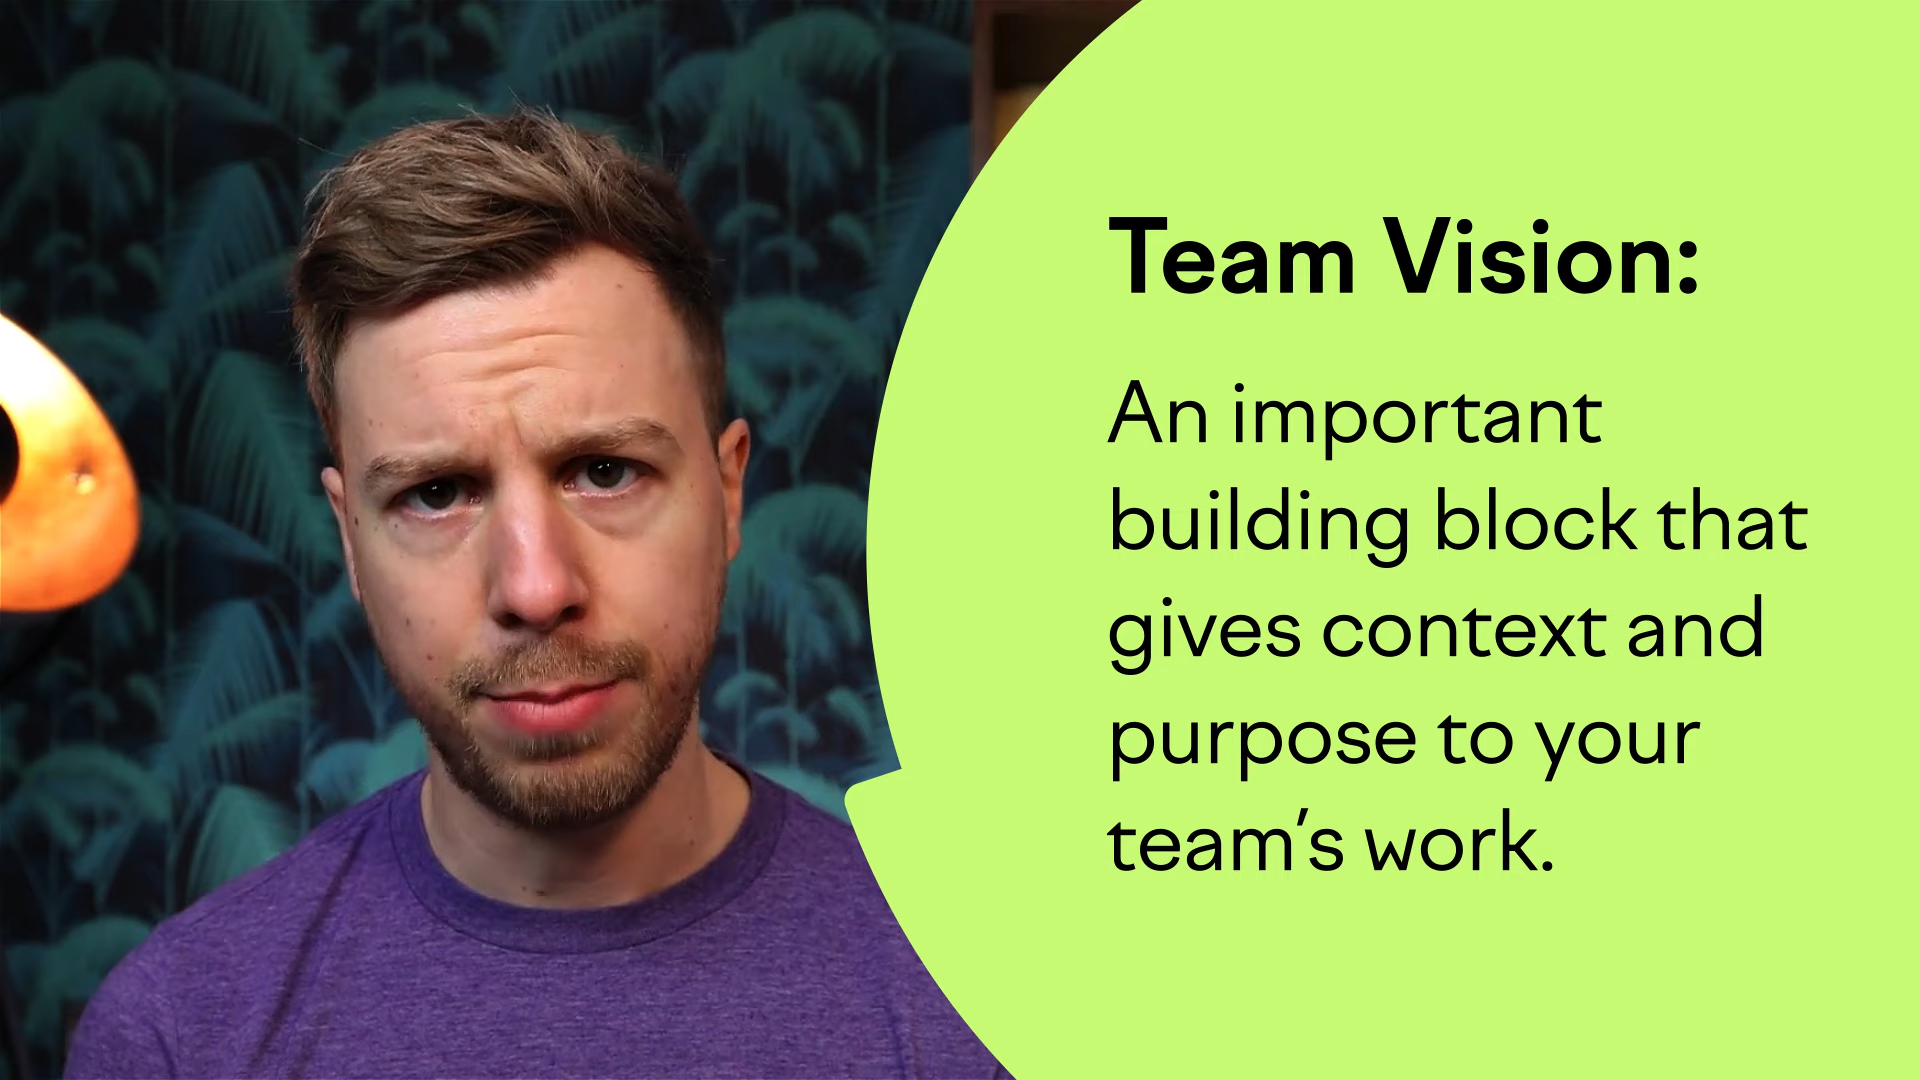 Team Vision:
An important
building block that
gives context and
purpose to your
team's work.